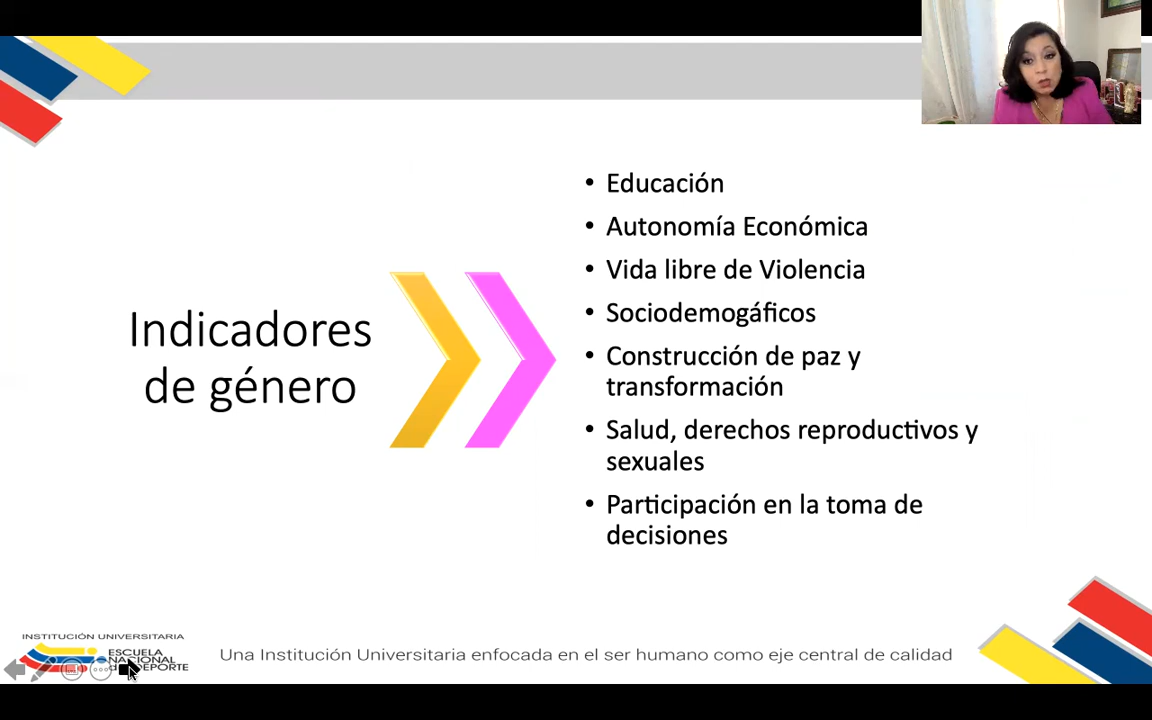 Indicadores
de género
• Educación
• Autonomía Económica
• Vida libre de Violencia
• Sociodemogáficos
• Construcción de paz y
transformación
• Salud, derechos reproductivos y
sexuales
• Participación en la toma de
decisiones
INSTITUCIÓN UNIVERSITARIA
ESCUELA
NACIONAL
DEPORTE
Una Institución Universitaria enfocada en el ser humano como eje central de calidad